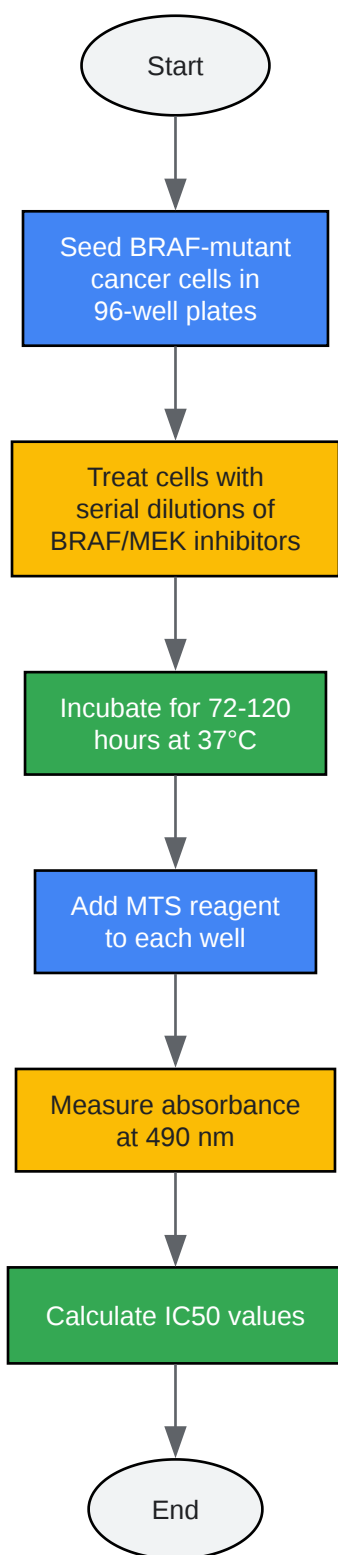 Start
Seed BRAF-mutant
cancer cells in
96-well plates
Treat cells with
serial dilutions of
BRAF/MEK inhibitors
Incubate for 72-120
hours at 37°C
Add MTS reagent
to each well
Measure absorbance
at 490 nm
Calculate IC50 values
End